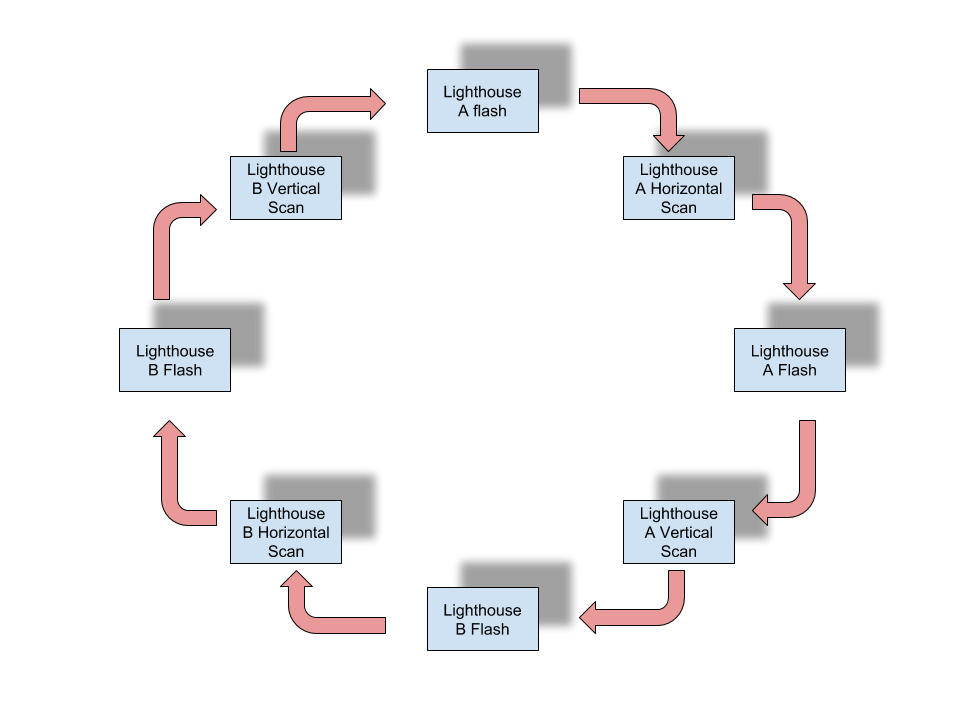 Lighthouse
A flash
Lighthouse
A Horizontal
Scan
Lighthouse
A Flash
Lighthouse
A Vertical
Scan
Lighthouse
B Flash
Lighthouse
B Horizontal
Scan
Lighthouse
B Flash
Lighthouse
B Vertical
Scan